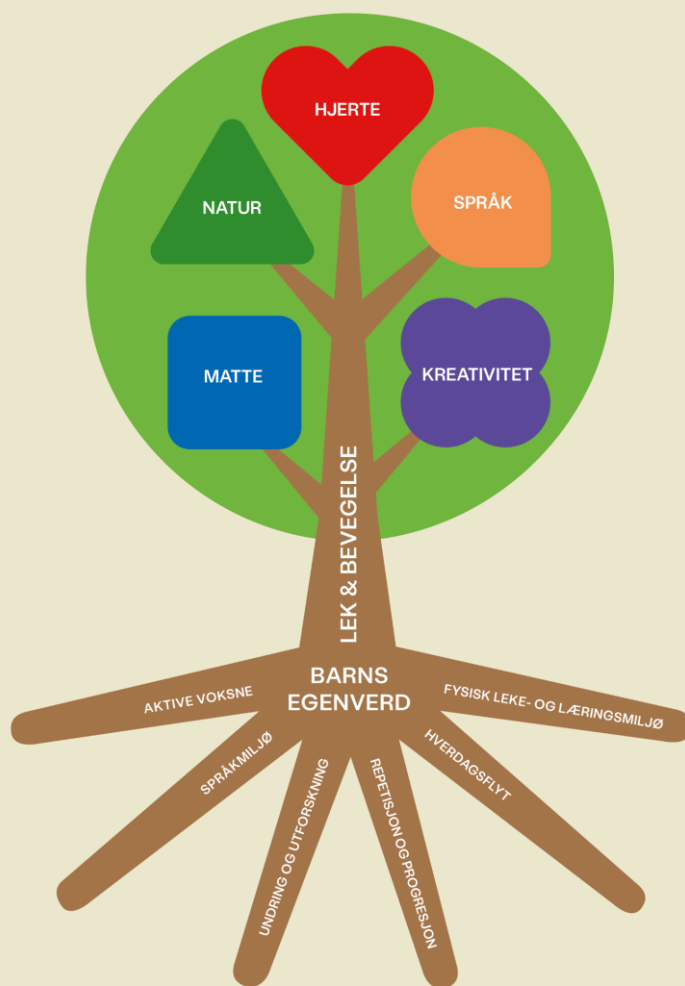 HJERTE
NATUR
SPRÅK
MATTE
KREATIVITET
LEK & BEVEGELSE
BARNS
EGENVERD
AKTIVE VOKSNE
FYSISK LEKE- OG LÆRINGSMILJØ
SPRÅKMILJØ
HVERDAGSFLYT
UNDRING OG UTFORSKNING
REPETISJON OG PROGRESJON